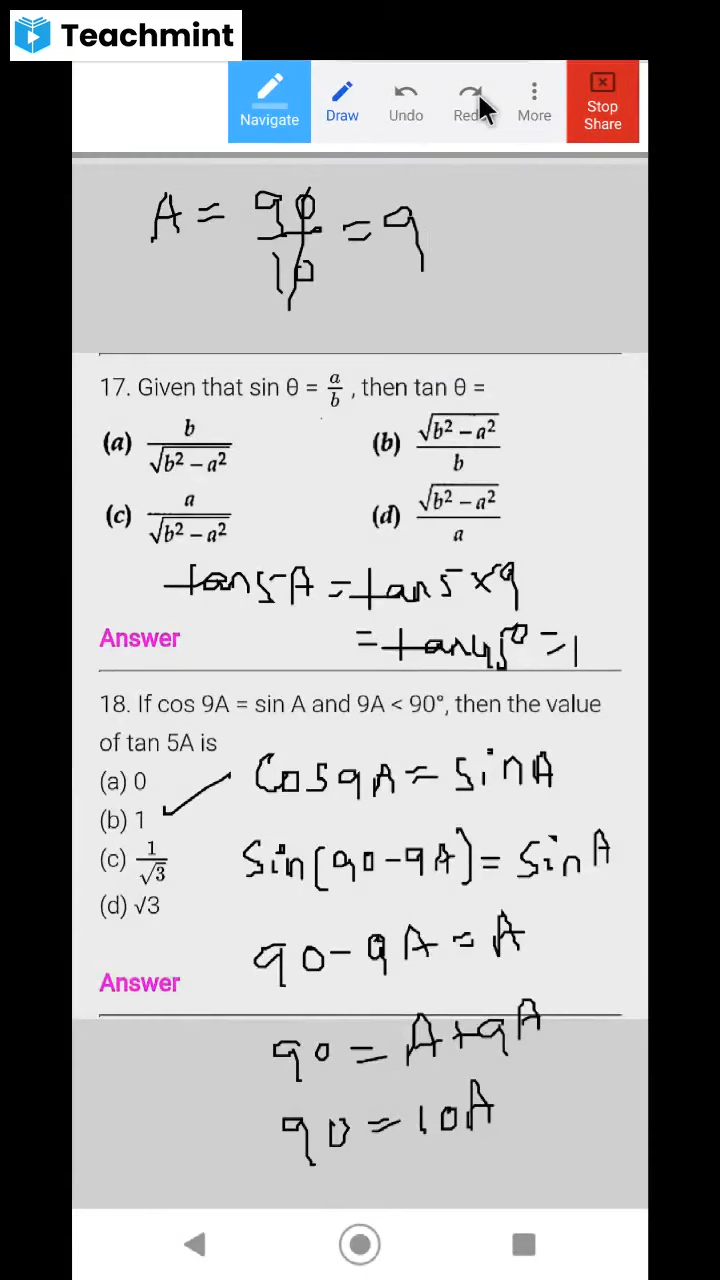 Teachmint
Navigate Draw Undo Redo More Stop Share
A = 90/10 = 9
17. Given that sin θ = a/b , then tan θ =
(a) b/√(b² − a²) (b) √(b² − a²)/b
(c) a/√(b² − a²) (d) √(b² − a²)/a
tan 5A = tan 5 × 9
= tan 45° = 1
Answer
18. If cos 9A = sin A and 9A < 90°, then the value
of tan 5A is
(a) 0
(b) 1
(c) 1/√3
(d) √3
Cos 9A = sin A
Sin(90 - 9A) = Sin A
90 - 9A = A
Answer
90 = A + 9A
90 = 10A